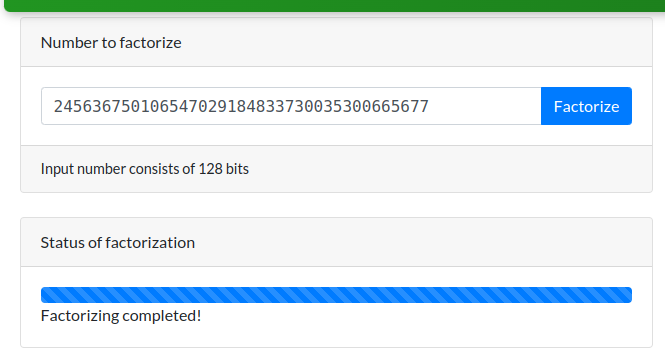 Number to factorize
245636750106547029184833730035300665677
Factorize
Input number consists of 128 bits
Status of factorization
Factorizing completed!